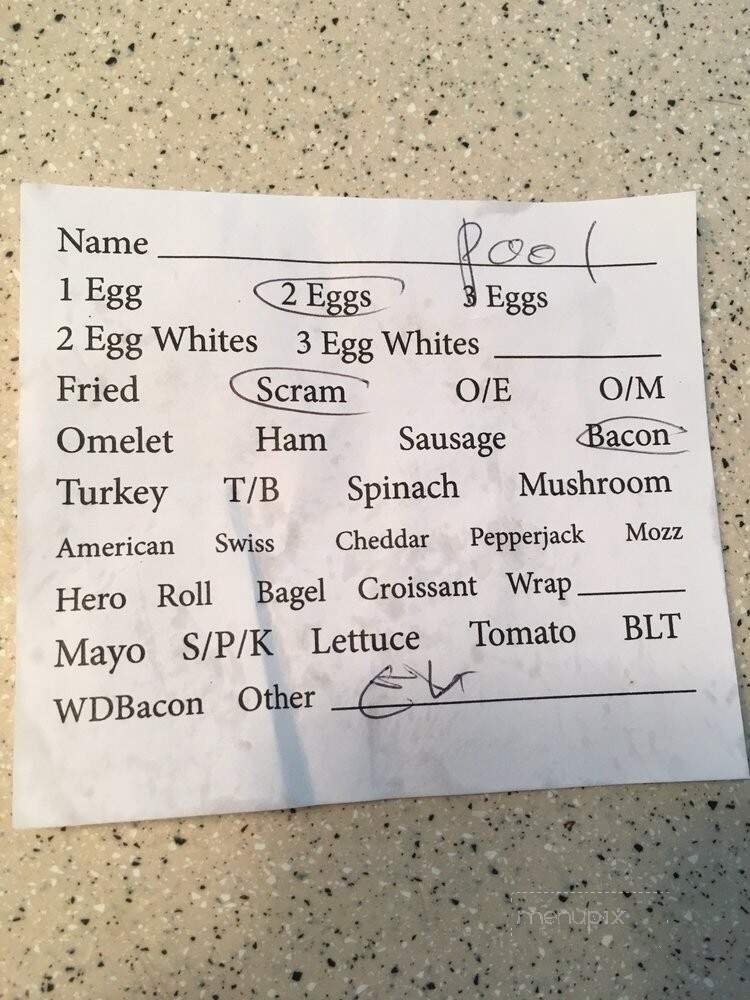 Name Pool
1 Egg 2 Eggs 3 Eggs
2 Egg Whites 3 Egg Whites
Fried Scram O/E O/M
Omelet Ham Sausage Bacon
Turkey T/B Spinach Mushroom
American Swiss Cheddar Pepperjack Mozz
Hero Roll Bagel Croissant Wrap
Mayo S/P/K Lettuce Tomato BLT
WDBacon Other
menupix